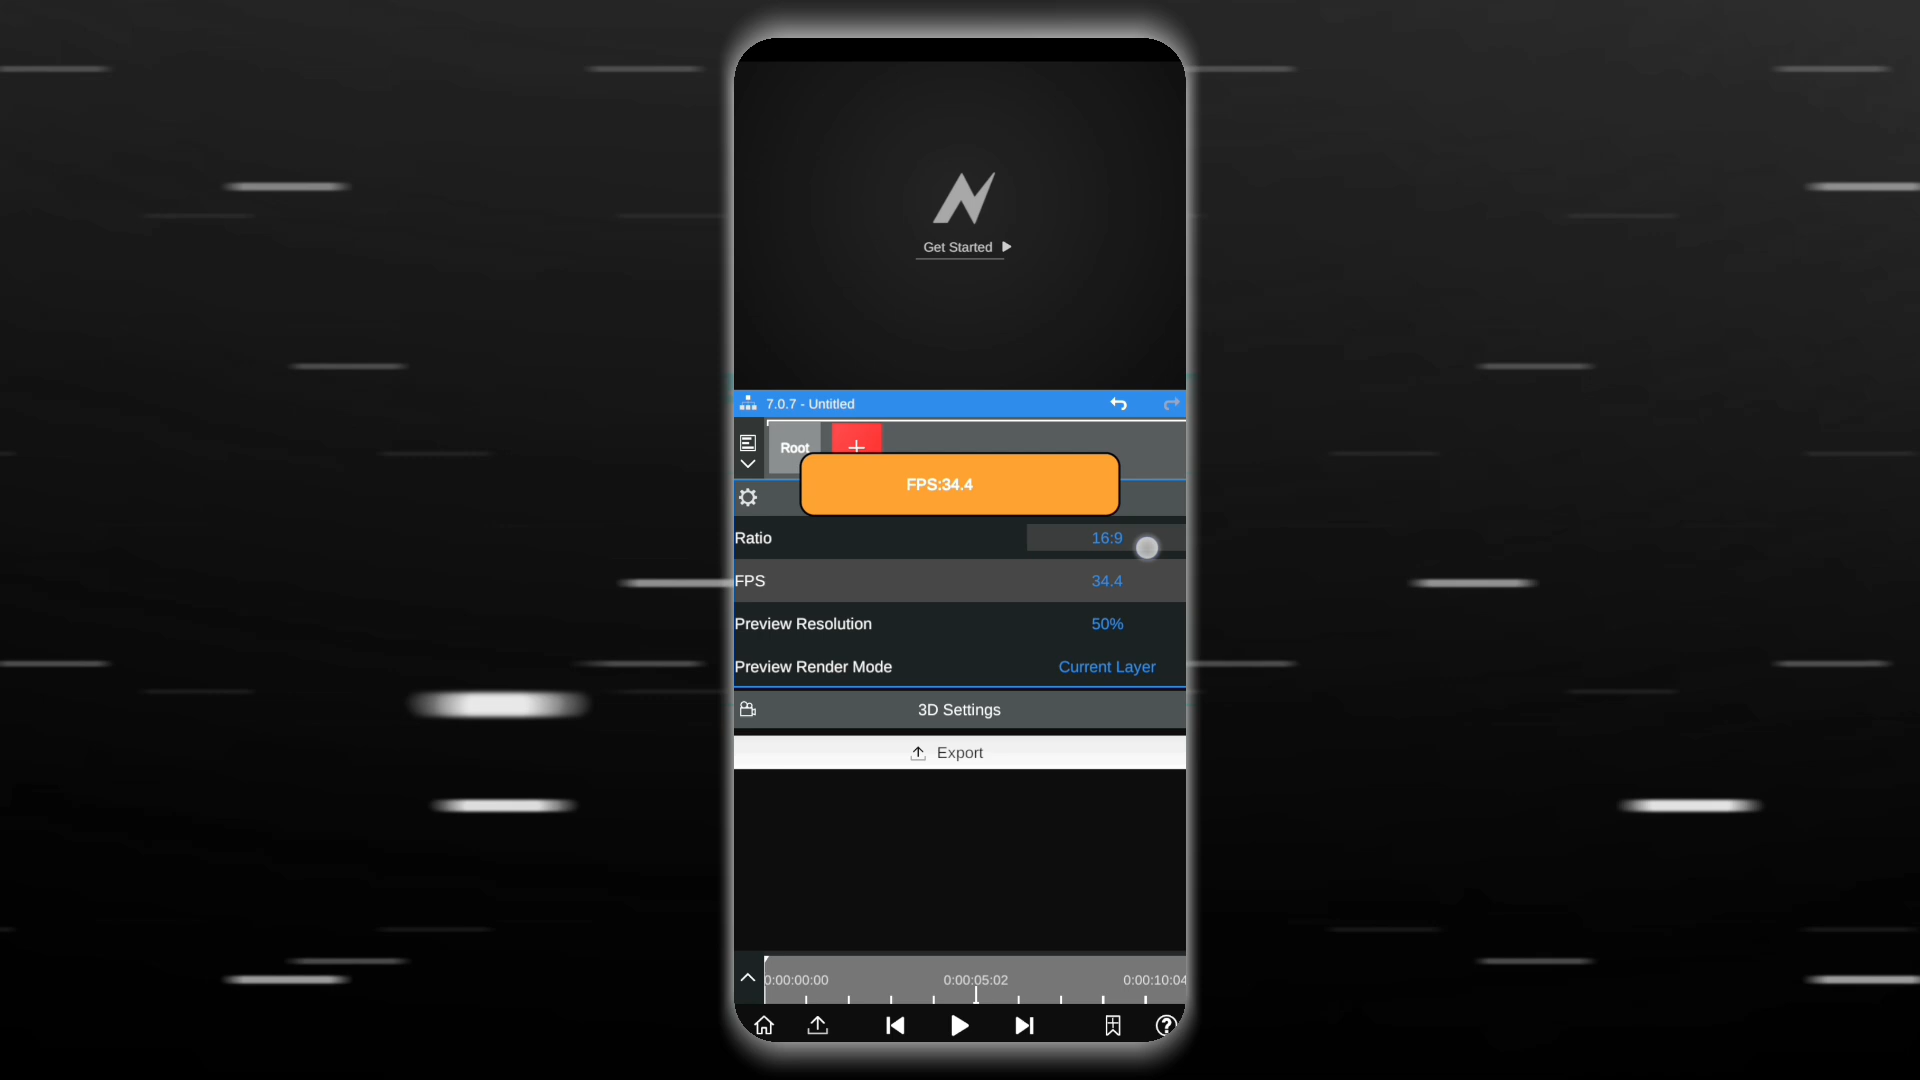 Get Started
7.0.7 - Untitled
Root
FPS:34.4
Ratio 16:9
FPS 34.4
Preview Resolution 50%
Preview Render Mode Current Layer
3D Settings
Export
0:00:00:00 0:00:05:02 0:00:10:04